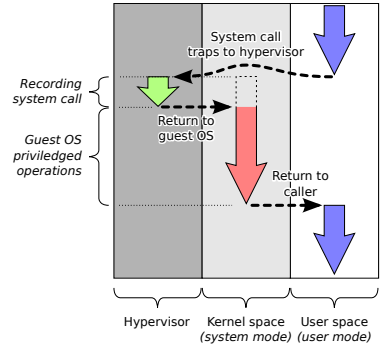 System call
traps to hypervisor
Recording
system call
Return to
guest OS
Guest OS
priviledged
operations
Return to
caller
Hypervisor
Kernel space
(system mode)
User space
(user mode)